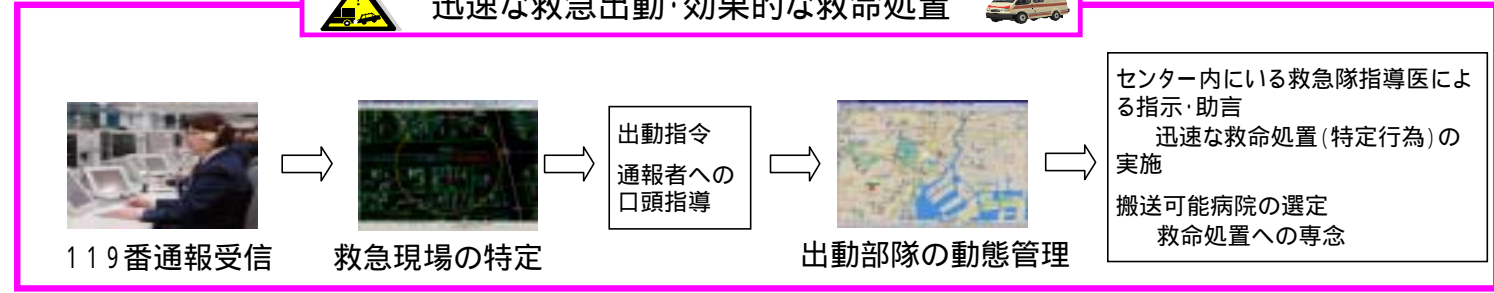 迅速な救急出動･効果的な救命処置
119番通報受信
救急現場の特定
出動指令
通報者への
口頭指導
出動部隊の動態管理
センター内にいる救急隊指導医によ
る指示･助言
迅速な救命処置(特定行為)の
実施
搬送可能病院の選定
救命処置への専念